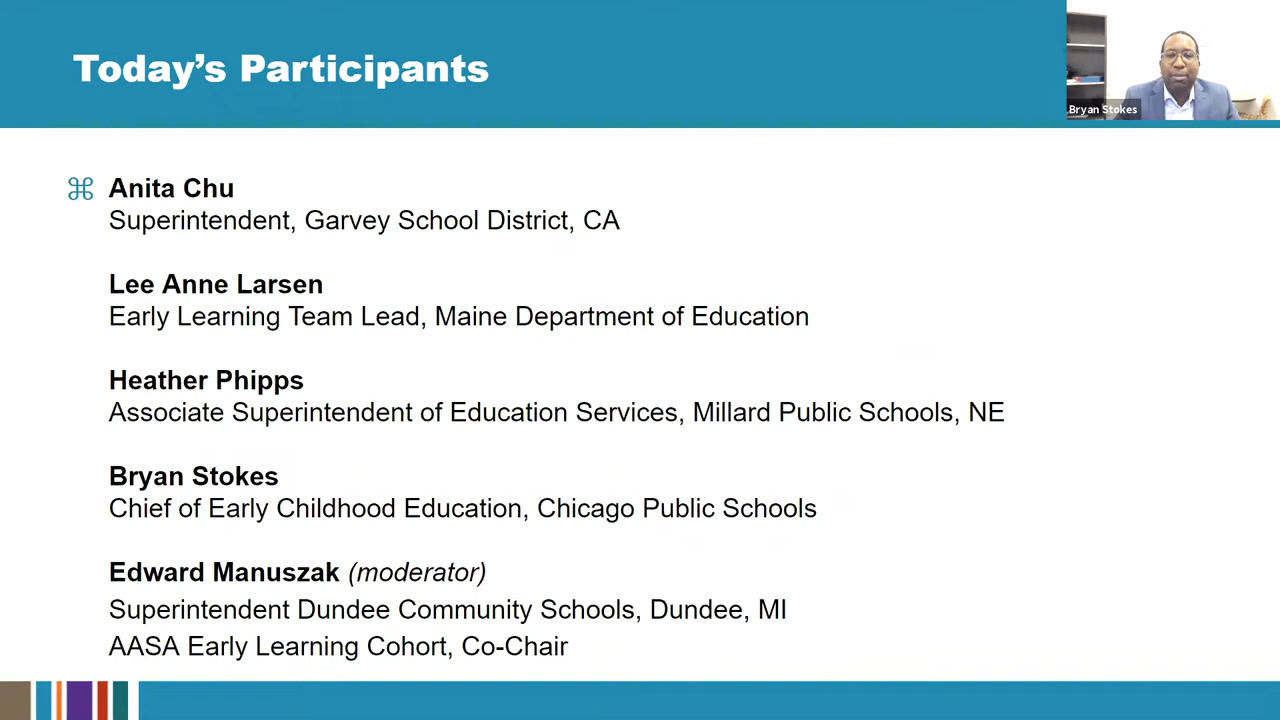 Today's Participants
Bryan Stokes
⌘ Anita Chu
Superintendent, Garvey School District, CA
Lee Anne Larsen
Early Learning Team Lead, Maine Department of Education
Heather Phipps
Associate Superintendent of Education Services, Millard Public Schools, NE
Bryan Stokes
Chief of Early Childhood Education, Chicago Public Schools
Edward Manuszak (moderator)
Superintendent Dundee Community Schools, Dundee, MI
AASA Early Learning Cohort, Co-Chair